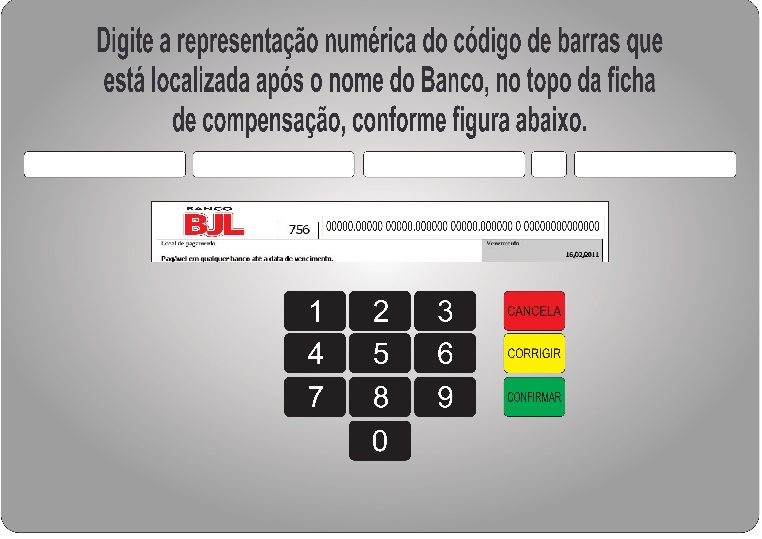 Digite a representação numérica do código de barras que
está localizada após o nome do Banco, no topo da ficha
de compensação, conforme figura abaixo.
BANCO
BJL
756
00000.00000 00000.000000 00000.000000 0 00000000000000
Local de pagamento
Vencimento
Pagável em qualquer banco até a data de vencimento.
16/02/2011
1 2 3 CANCELA
4 5 6 CORRIGIR
7 8 9 CONFIRMAR
0